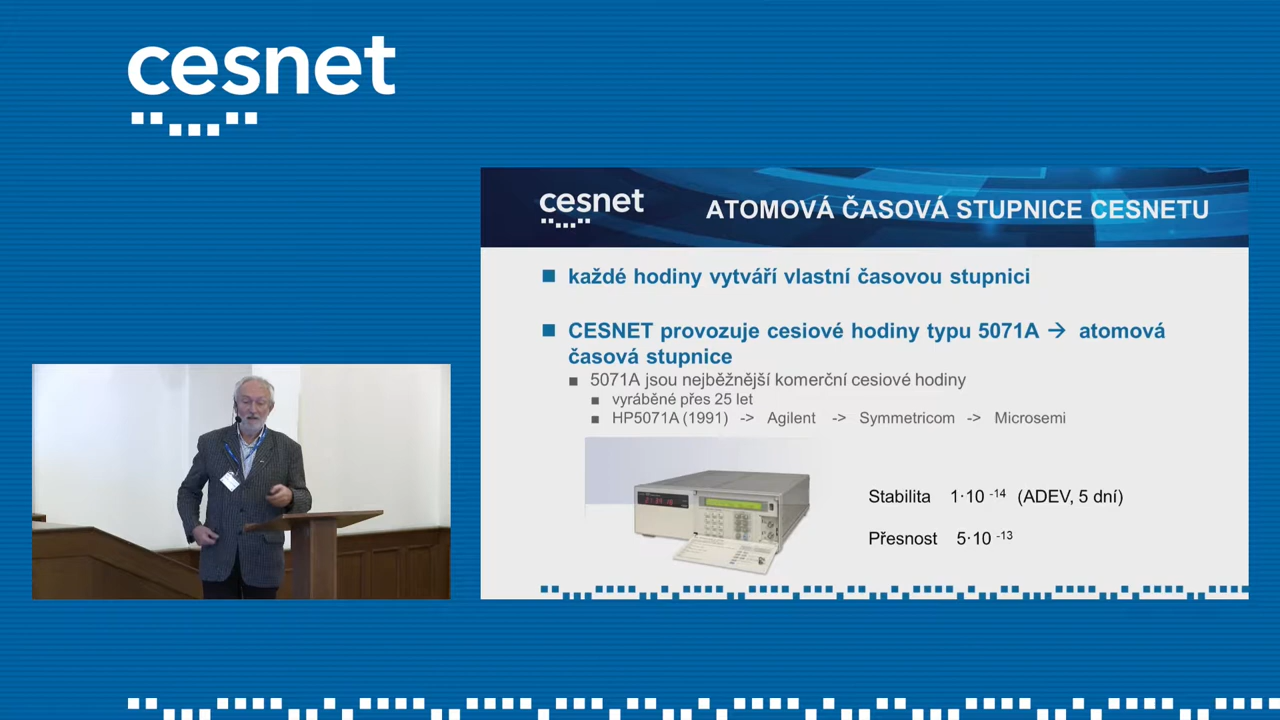 cesnet
cesnet
ATOMOVÁ ČASOVÁ STUPNICE CESNETU
každé hodiny vytváří vlastní časovou stupnici
CESNET provozuje cesiové hodiny typu 5071A → atomová
časová stupnice
5071A jsou nejběžnější komerční cesiové hodiny
vyráběné přes 25 let
HP5071A (1991) -> Agilent -> Symmetricom -> Microsemi
Stabilita 1·10 -14 (ADEV, 5 dní)
Přesnost 5·10 -13